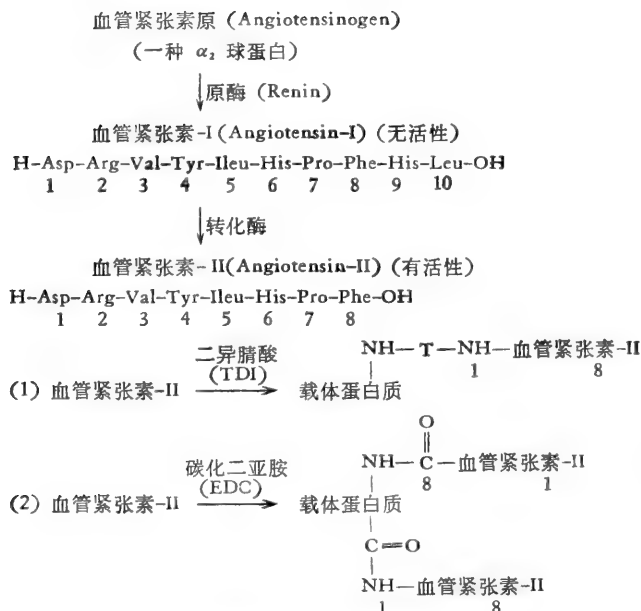 血管紧张素原 (Angiotensinogen)
(一种 α₂ 球蛋白)
原酶 (Renin)
血管紧张素-I (Angiotensin-I) (无活性)
H-Asp-Arg-Val-Tyr-Ileu-His-Pro-Phe-His-Leu-OH
1 2 3 4 5 6 7 8 9 10
转化酶
血管紧张素-II(Angiotensin-II) (有活性)
H-Asp-Arg-Val-Tyr-Ileu-His-Pro-Phe-OH
1 2 3 4 5 6 7 8
二异腈酸
(TDI)
(1) 血管紧张素-II
NH-T-NH-血管紧张素-II
1 8
载体蛋白质
碳化二亚胺
(EDC)
(2) 血管紧张素-II
O
NH-C-血管紧张素-II
8 1
载体蛋白质
C=O
NH-血管紧张素-II
1 8